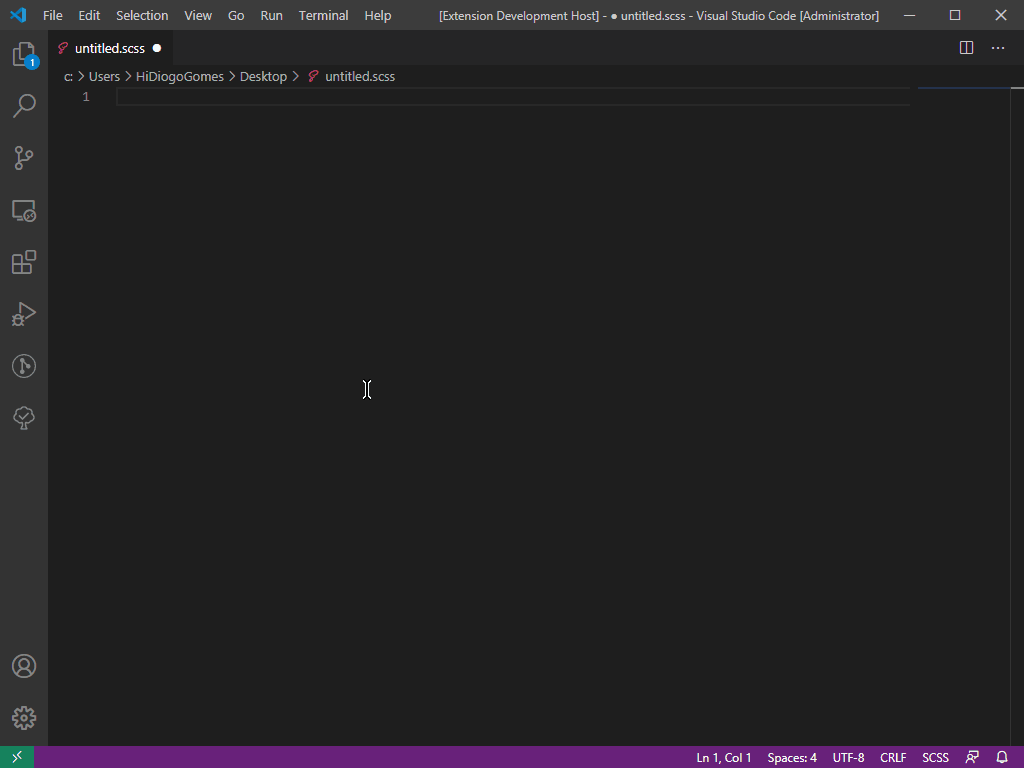 File Edit Selection View Go Run Terminal Help [Extension Development Host] - ● untitled.scss - Visual Studio Code [Administrator]
untitled.scss ●
c: > Users > HiDiogoGomes > Desktop > untitled.scss
1
1
Ln 1, Col 1 Spaces: 4 UTF-8 CRLF SCSS